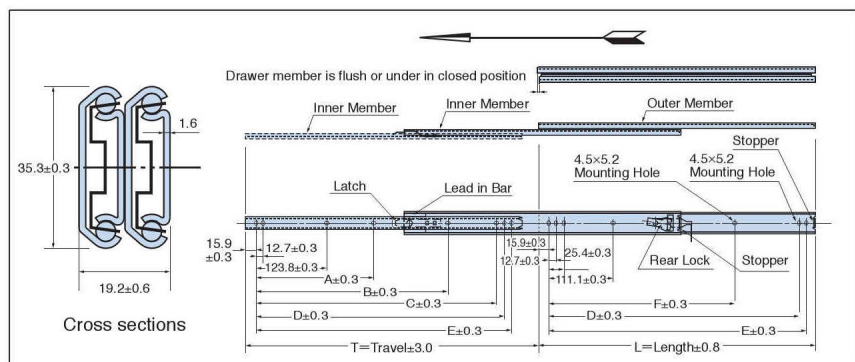 Drawer member is flush or under in closed position
Inner Member
Inner Member
Outer Member
1.6
Stopper
4.5×5.2
Mounting Hole
4.5×5.2
Mounting Hole
35.3±0.3
Latch
Lead in Bar
15.9
±0.3
12.7±0.3
15.9±0.3
25.4±0.3
12.7±0.3
Rear Lock
Stopper
123.8±0.3
111.1±0.3
A±0.3
19.2±0.6
B±0.3
F±0.3
C±0.3
D±0.3
D±0.3
Cross sections
E±0.3
E±0.3
T=Travel±3.0
L=Length±0.8